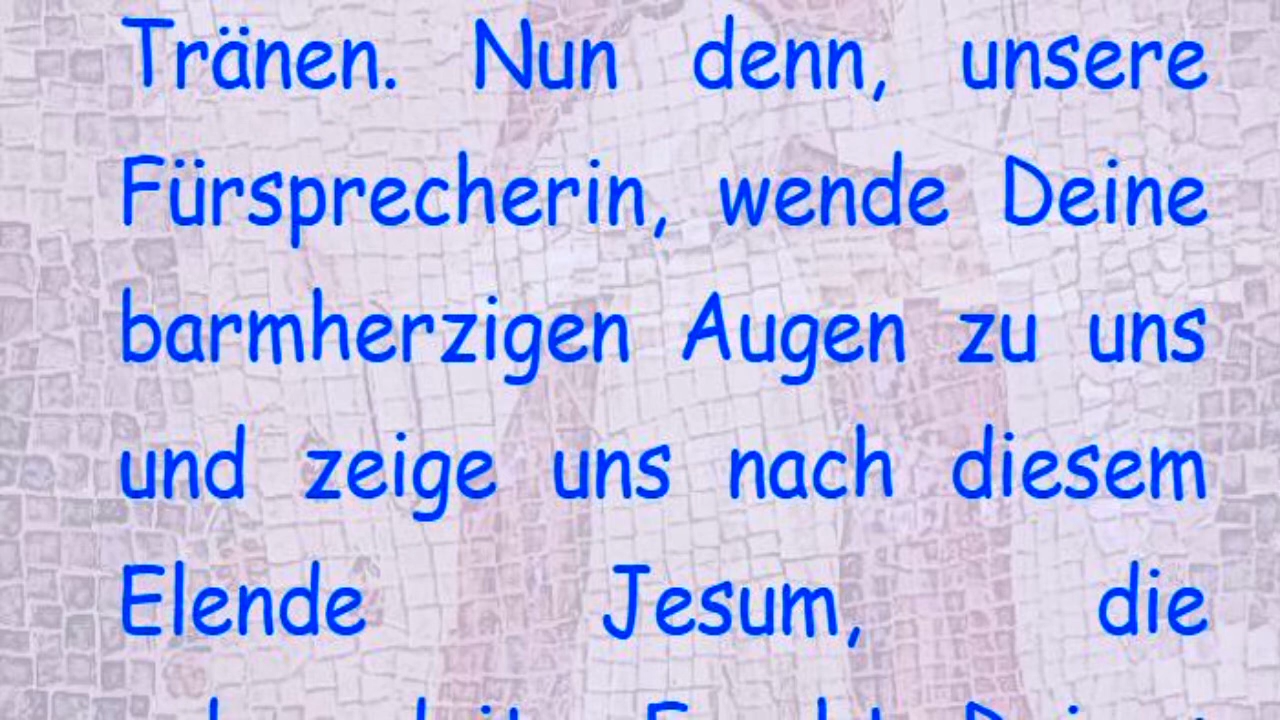 Tränen. Nun denn, unsere
Fürsprecherin, wende Deine
barmherzigen Augen zu uns
und zeige uns nach diesem
Elende Jesum, die